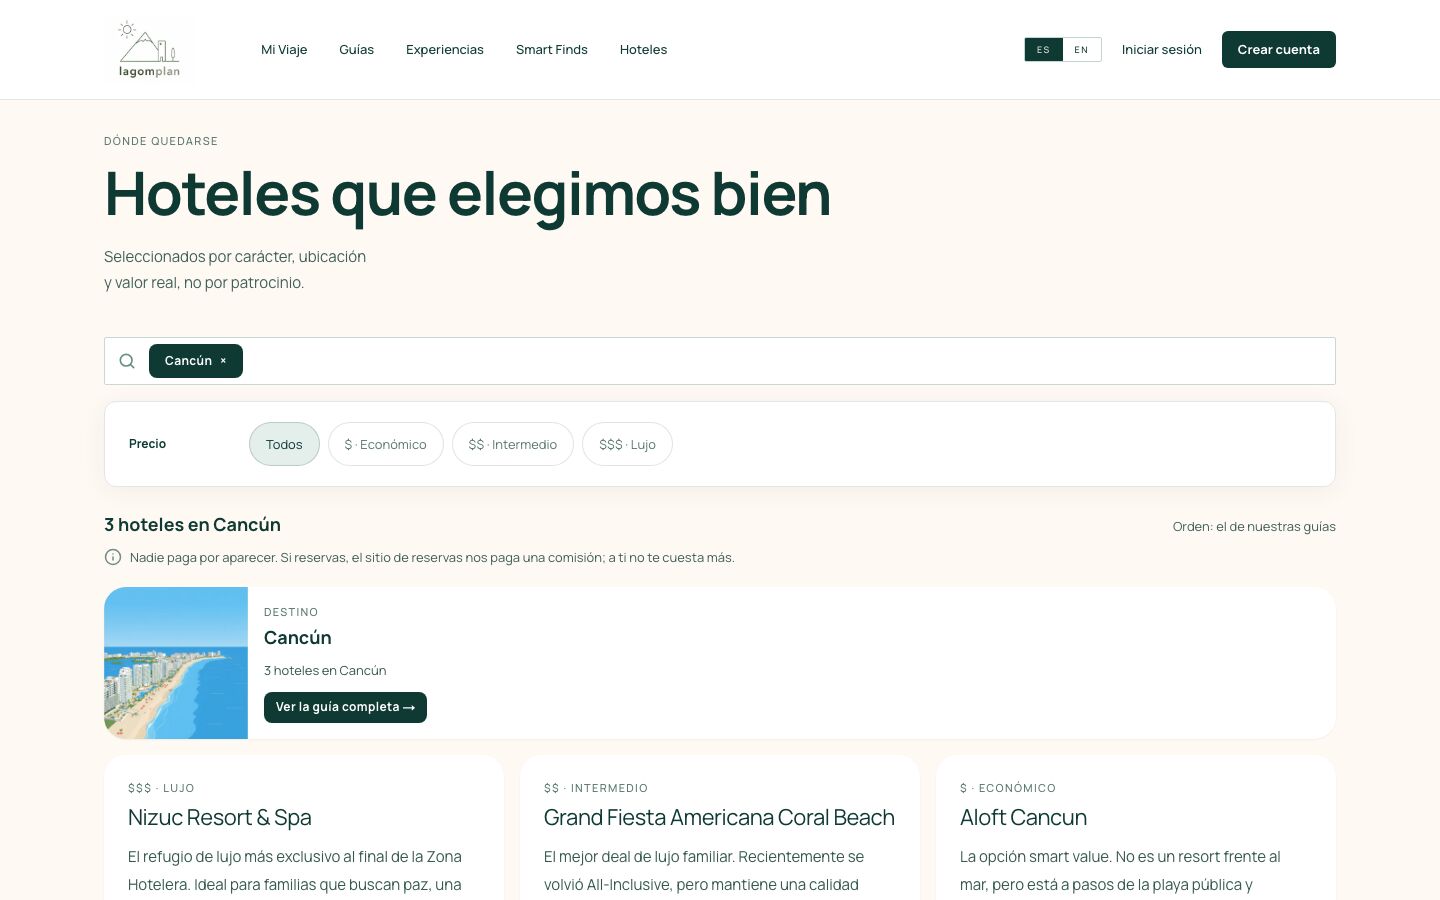 lagomplan
Mi Viaje
Guías
Experiencias
Smart Finds
Hoteles
ES
EN
Iniciar sesión
Crear cuenta
DÓNDE QUEDARSE
Hoteles que elegimos bien
Seleccionados por carácter, ubicación
y valor real, no por patrocinio.
Cancún ×
Precio
Todos
$ · Económico
$$ · Intermedio
$$$ · Lujo
3 hoteles en Cancún
Orden: el de nuestras guías
Nadie paga por aparecer. Si reservas, el sitio de reservas nos paga una comisión; a ti no te cuesta más.
DESTINO
Cancún
3 hoteles en Cancún
Ver la guía completa →
$$$ · LUJO
Nizuc Resort & Spa
El refugio de lujo más exclusivo al final de la Zona
Hotelera. Ideal para familias que buscan paz, una
$$ · INTERMEDIO
Grand Fiesta Americana Coral Beach
El mejor deal de lujo familiar. Recientemente se
volvió All-Inclusive, pero mantiene una calidad
$ · ECONÓMICO
Aloft Cancun
La opción smart value. No es un resort frente al
mar, pero está a pasos de la playa pública y